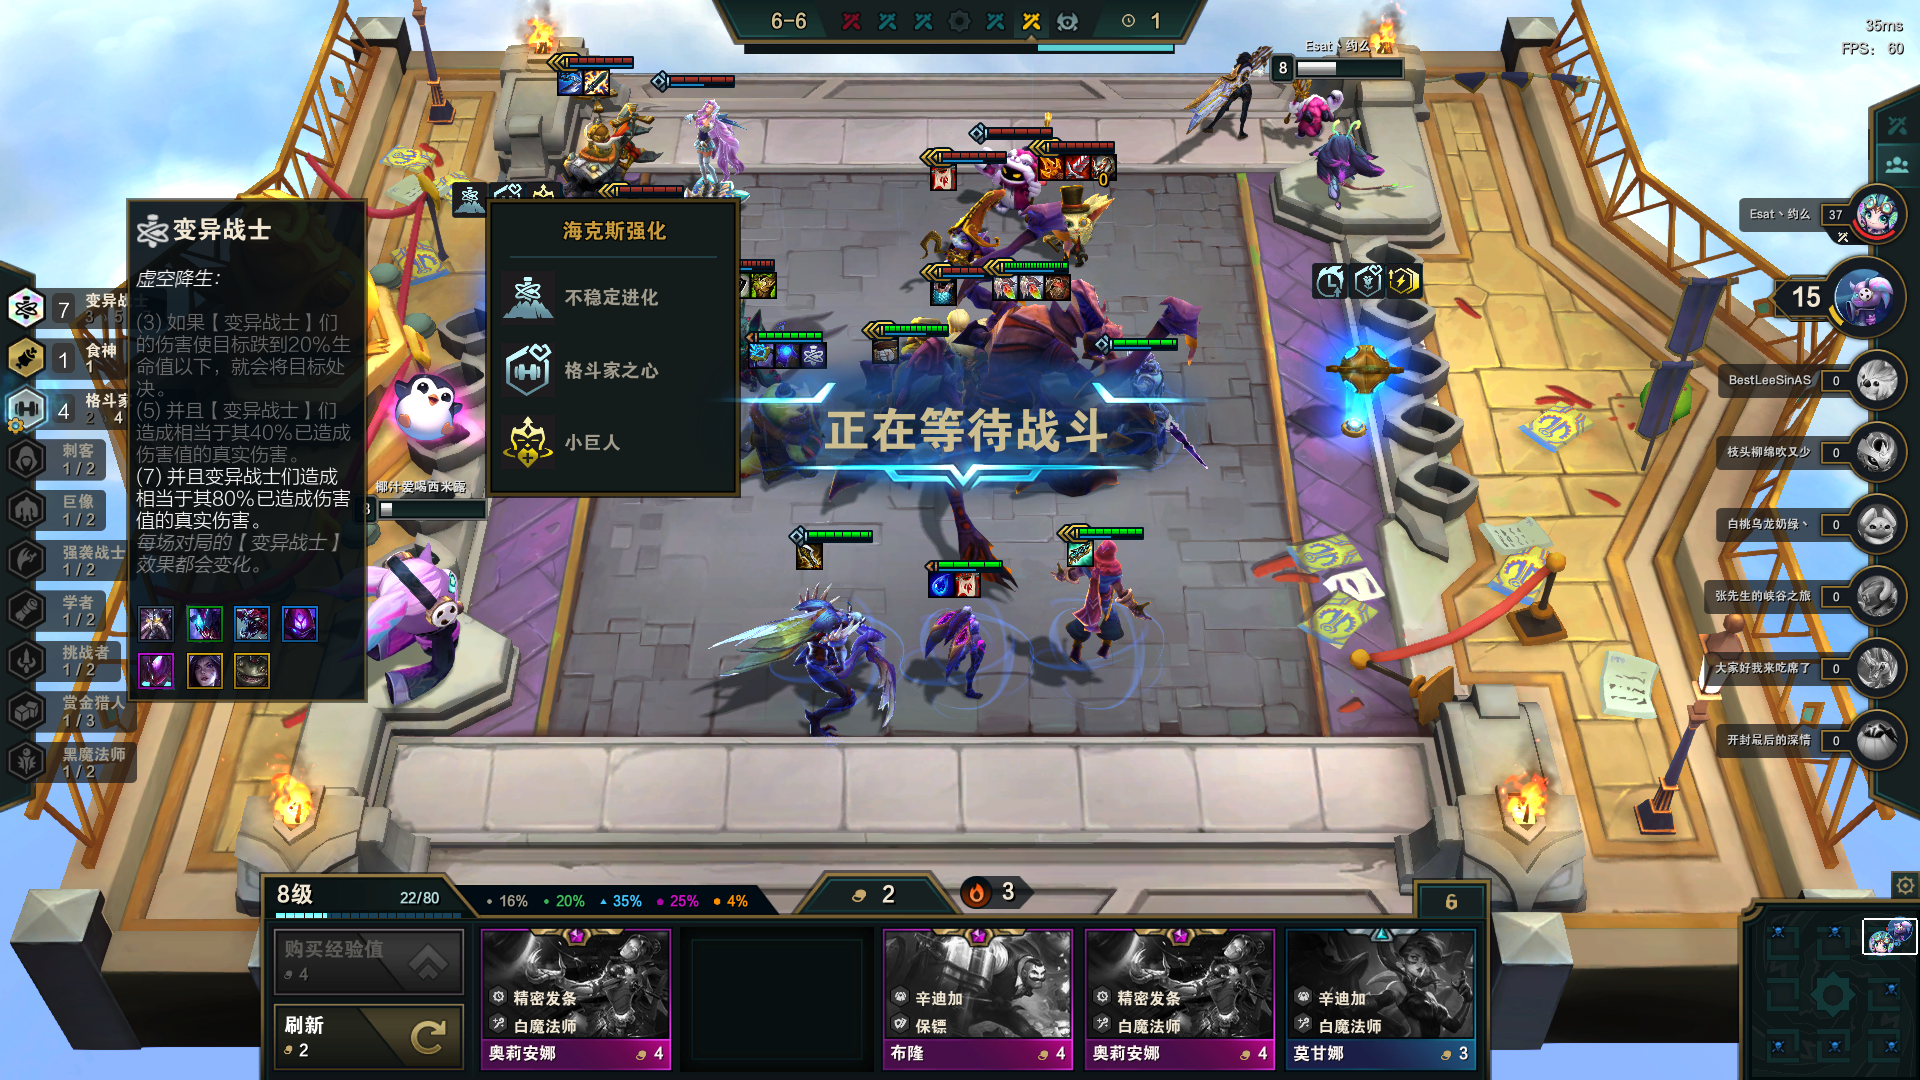 6-6
1
35ms
FPS: 60
Esat丶约么
8
0
变异战士
虚空降生：
(3) 如果【变异战士】们
的伤害使目标跌到20%生
命值以下，就会将目标处
决。
(5) 并且【变异战士】们
造成相当于其40%已造成
伤害值的真实伤害。
(7) 并且变异战士们造成
相当于其80%已造成伤害
值的真实伤害。
每场对局的【变异战士】
效果都会变化。
海克斯强化
不稳定进化
格斗家之心
小巨人
7
变异战
3
5
1
食神
1
4
格斗家
2
4
刺客
1 / 2
巨像
1 / 2
强袭战士
1 / 2
学者
1 / 2
挑战者
1 / 2
赏金猎人
1 / 3
黑魔法师
1 / 2
椰汁爱喝西米露
正在等待战斗
Esat丶约么
37
15
BestLeeSinAS
0
枝头柳绵吹又少
0
白桃乌龙奶绿丶
0
张先生的峡谷之旅
0
大家好我来吃席了
0
开封最后的深情
0
8级
22/80
16%
20%
35%
25%
4%
2
3
6
购买经验值
4
刷新
2
精密发条
白魔法师
奥莉安娜
4
辛迪加
保镖
布隆
4
精密发条
白魔法师
奥莉安娜
4
辛迪加
白魔法师
莫甘娜
3